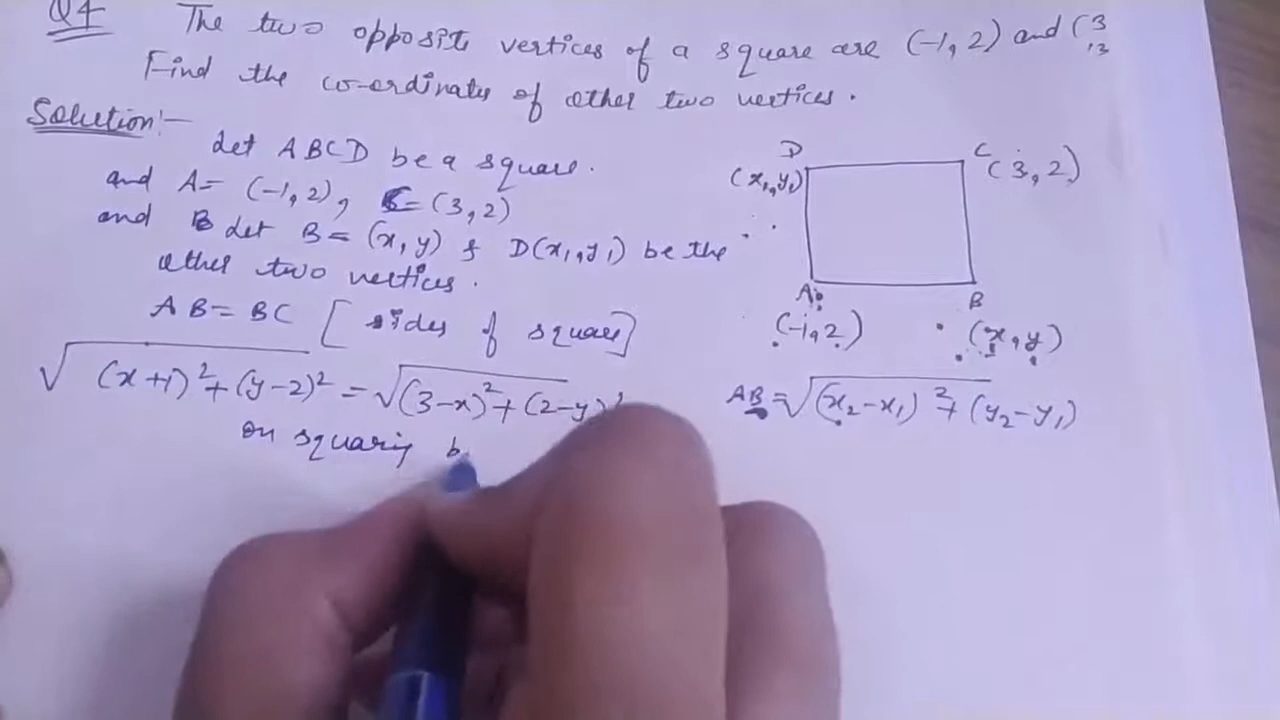 Q4 The two opposite vertices of a square are (-1, 2) and (3
Find the co-ordinates of other two vertices.
Solution:-
Let ABCD be a square.
and A = (-1, 2), C = (3, 2)
and B Let B = (x, y) & D(x1, y1) be the
other two vertices.
AB = BC [sides of square]
√(x+1)²+(y-2)² = √(3-x)²+(2-y)
on squaring b
D
C (3, 2)
(x1, y1)
A
B
(-1, 2)
(x, y)
AB = √(x2-x1)²+(y2-y1)